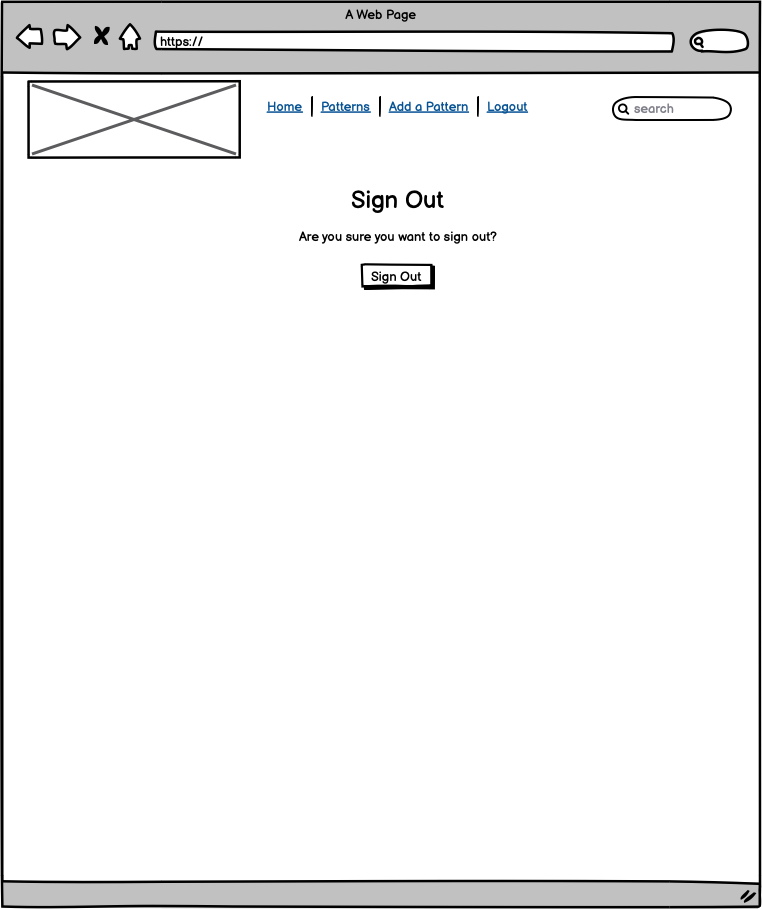 A Web Page
https://
Home Patterns Add a Pattern Logout search
Sign Out
Are you sure you want to sign out?
Sign Out